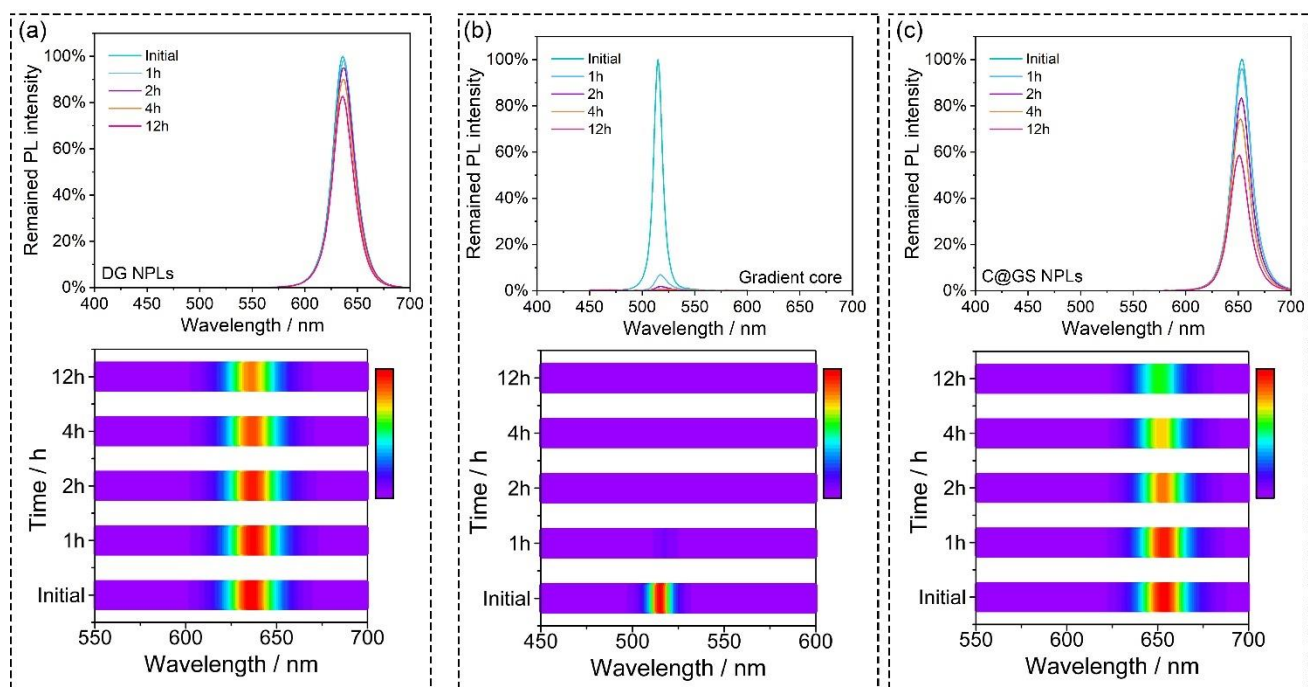 (a)
Remained PL intensity
100%
80%
60%
40%
20%
0%
Initial
1h
2h
4h
12h
DG NPLs
400 450 500 550 600 650 700
Wavelength / nm
Time / h
12h
4h
2h
1h
Initial
550 600 650 700
Wavelength / nm
(b)
Remained PL intensity
100%
80%
60%
40%
20%
0%
Initial
1h
2h
4h
12h
Gradient core
400 450 500 550 600 650 700
Wavelength / nm
Time / h
12h
4h
2h
1h
Initial
450 500 550 600
Wavelength / nm
(c)
Remained PL intensity
100%
80%
60%
40%
20%
0%
Initial
1h
2h
4h
12h
C@GS NPLs
400 450 500 550 600 650 700
Wavelength / nm
Time / h
12h
4h
2h
1h
Initial
550 600 650 700
Wavelength / nm